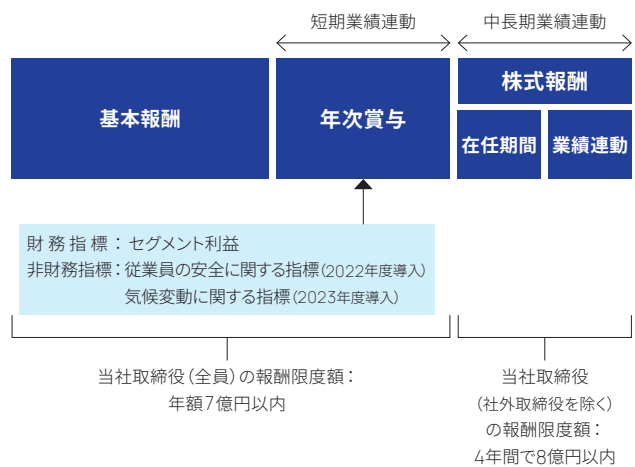 短期業績連動
中長期業績連動
基本報酬
年次賞与
株式報酬
在任期間
業績連動
財務指標：セグメント利益
非財務指標：従業員の安全に関する指標（2022年度導入）
気候変動に関する指標（2023年度導入）
当社取締役（全員）の報酬限度額：
年額7億円以内
当社取締役
（社外取締役を除く）
の報酬限度額：
4年間で8億円以内